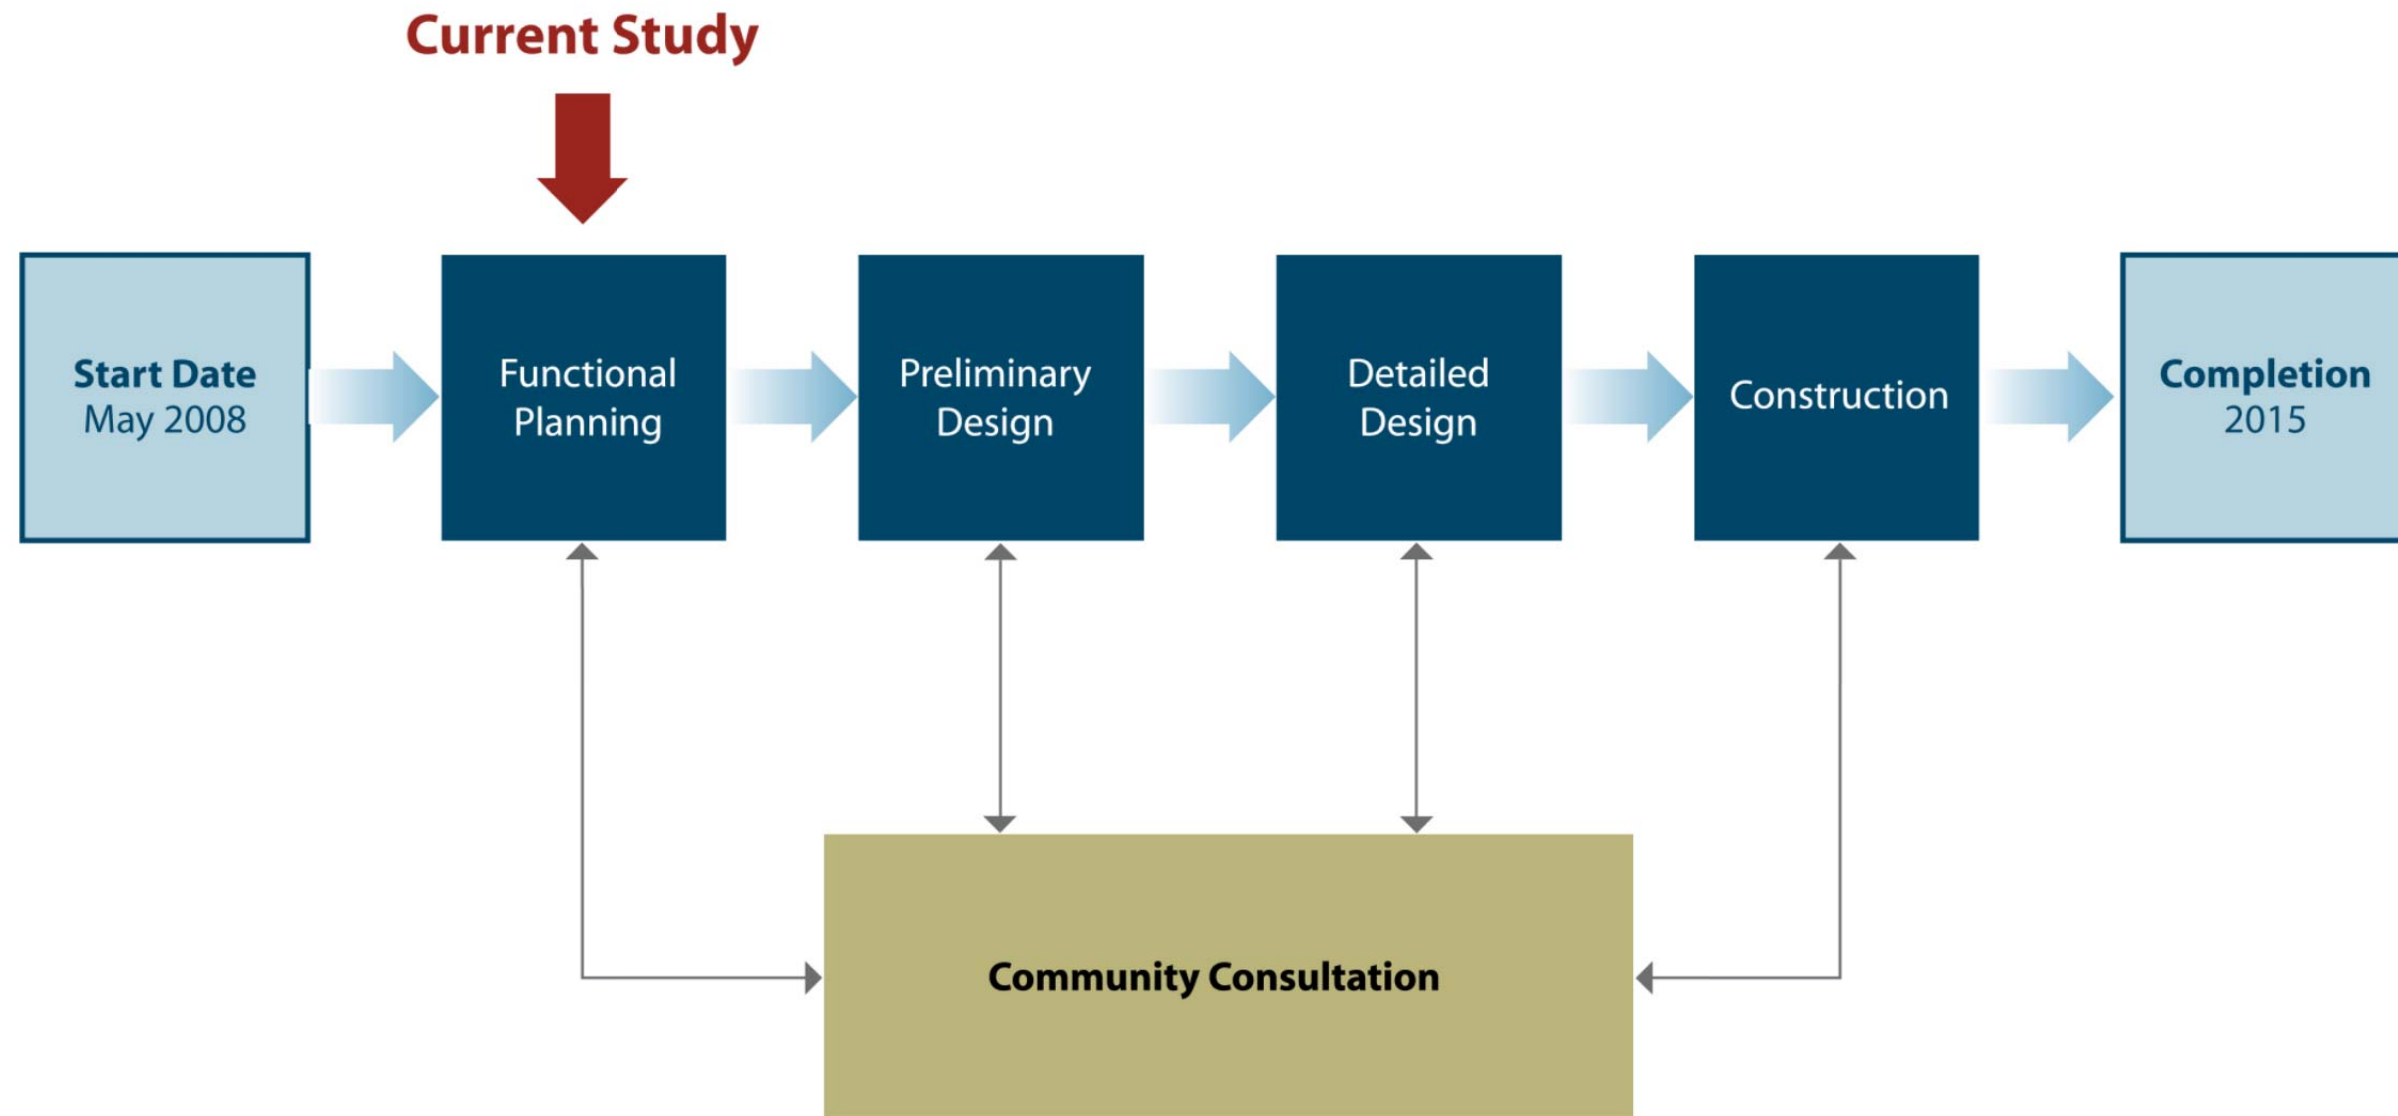 Current Study
Start Date
May 2008
Functional
Planning
Preliminary
Design
Detailed
Design
Construction
Completion
2015
Community Consultation